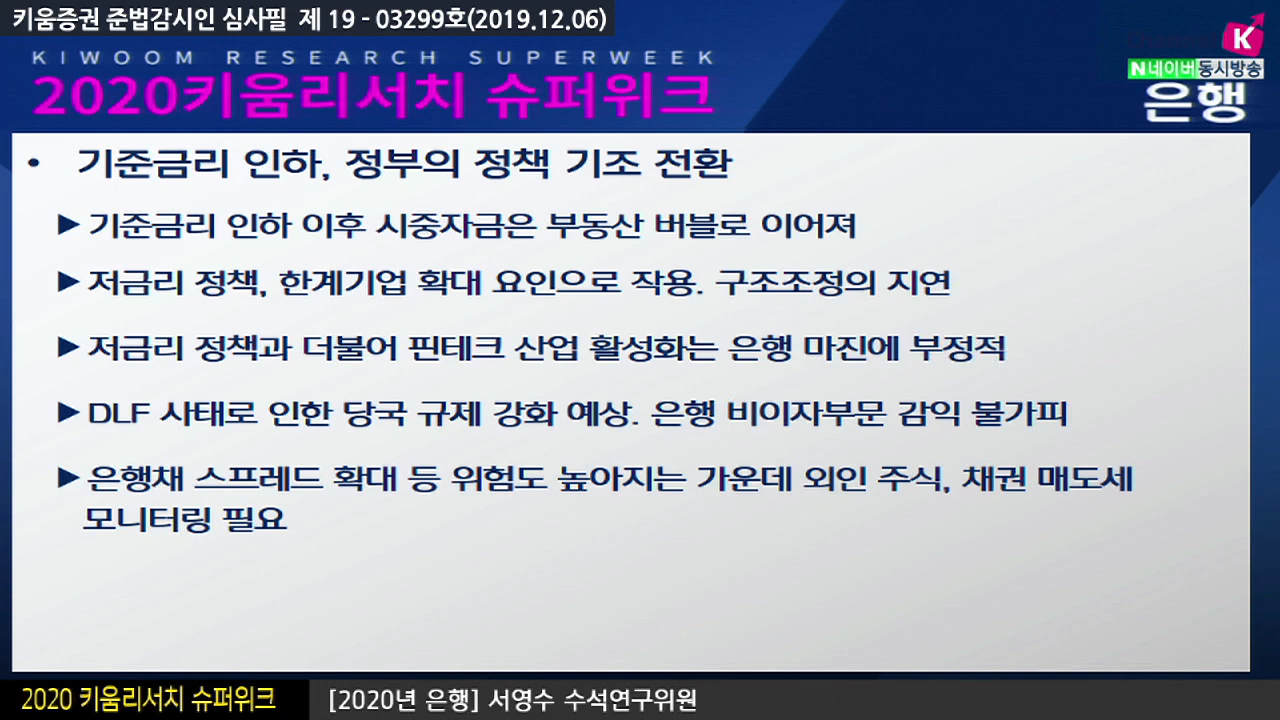 키움증권 준법감시인 심사필 제 19 - 03299호(2019.12.06)
KIWOOM RESEARCH SUPERWEEK
2020키움리서치 슈퍼위크
K
N네이버동시방송
은행
• 기준금리 인하, 정부의 정책 기조 전환
▶기준금리 인하 이후 시중자금은 부동산 버블로 이어져
▶저금리 정책, 한계기업 확대 요인으로 작용. 구조조정의 지연
▶저금리 정책과 더불어 핀테크 산업 활성화는 은행 마진에 부정적
▶DLF 사태로 인한 당국 규제 강화 예상. 은행 비이자부문 감익 불가피
▶은행채 스프레드 확대 등 위험도 높아지는 가운데 외인 주식, 채권 매도세
모니터링 필요
2020 키움리서치 슈퍼위크
[2020년 은행] 서영수 수석연구위원